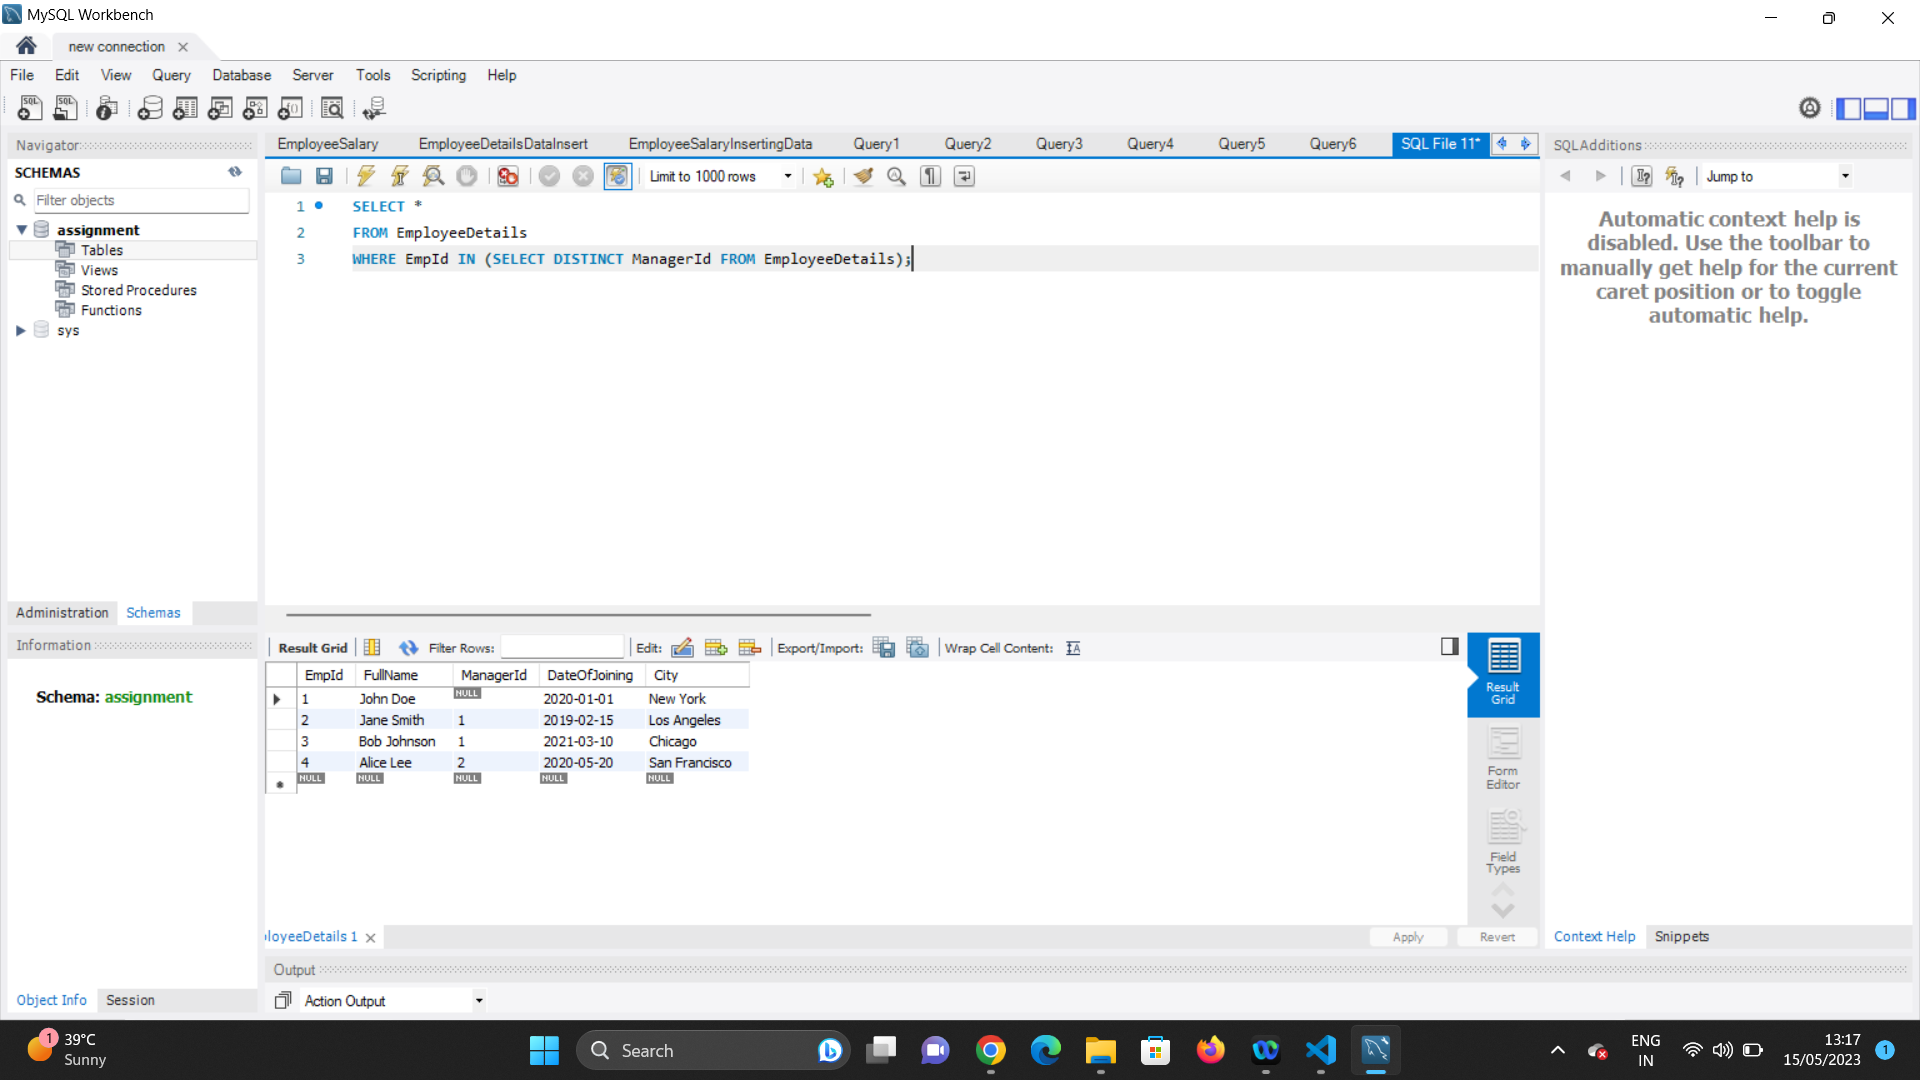 MySQL Workbench
new connection
File Edit View Query Database Server Tools Scripting Help
Navigator
SCHEMAS
Filter objects
assignment
Tables
Views
Stored Procedures
Functions
sys
Administration Schemas
Information
Schema: assignment
Object Info Session
EmployeeSalary EmployeeDetailsDataInsert EmployeeSalaryInsertingData Query1 Query2 Query3 Query4 Query5 Query6 SQL File 11*
Limit to 1000 rows
1 SELECT *
2 FROM EmployeeDetails
3 WHERE EmpId IN (SELECT DISTINCT ManagerId FROM EmployeeDetails);
Result Grid Filter Rows: Edit: Export/Import: Wrap Cell Content:
EmpId FullName ManagerId DateOfJoining City
1 John Doe NULL 2020-01-01 New York
2 Jane Smith 1 2019-02-15 Los Angeles
3 Bob Johnson 1 2021-03-10 Chicago
4 Alice Lee 2 2020-05-20 San Francisco
NULL NULL NULL NULL NULL
Result
Grid
Form
Editor
Field
Types
loyeeDetails 1
Apply Revert
Output
Action Output
SQLAdditions
Jump to
Automatic context help is
disabled. Use the toolbar to
manually get help for the current
caret position or to toggle
automatic help.
Context Help Snippets
1
39°C
Sunny
Search
ENG
IN
13:17
15/05/2023
1